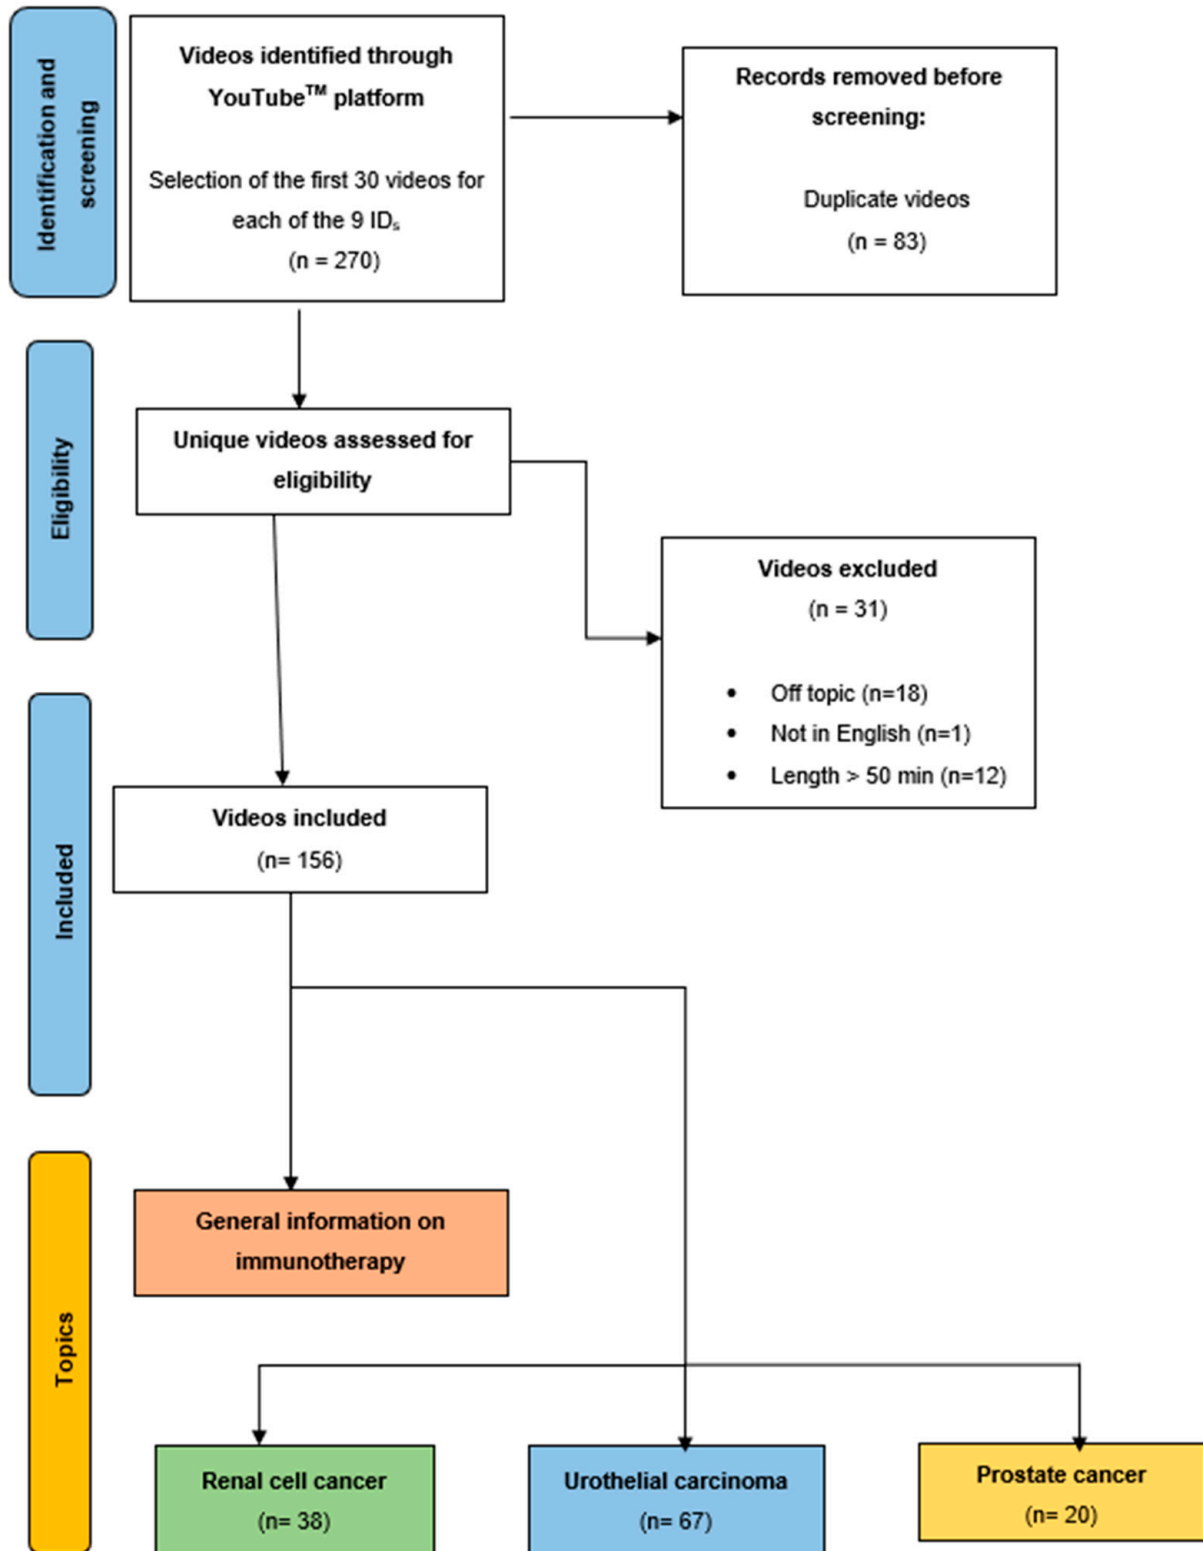 Identification and
screening
Videos identified through
YouTube™ platform
Selection of the first 30 videos for
each of the 9 IDs
(n = 270)
Records removed before
screening:
Duplicate videos
(n = 83)
Eligibility
Unique videos assessed for
eligibility
Videos excluded
(n = 31)
• Off topic (n=18)
• Not in English (n=1)
• Length > 50 min (n=12)
Included
Videos included
(n= 156)
Topics
General information on
immunotherapy
Renal cell cancer
(n= 38)
Urothelial carcinoma
(n= 67)
Prostate cancer
(n= 20)